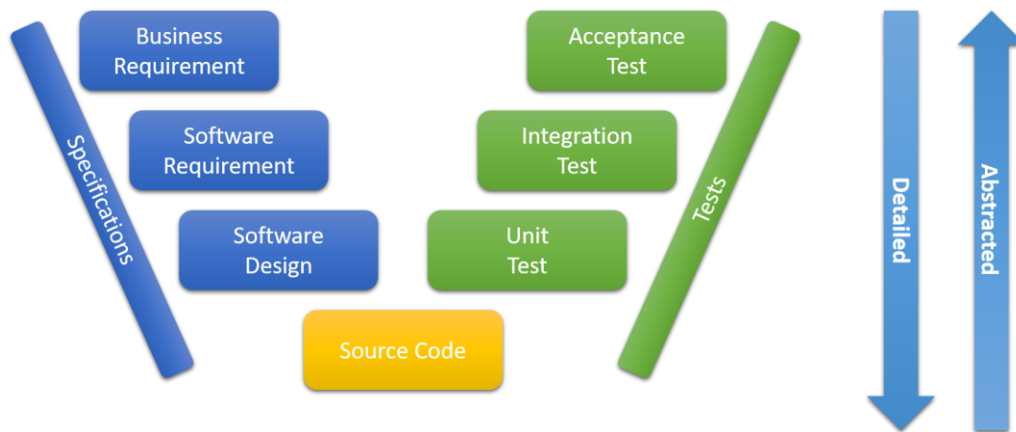 Business
Requirement
Acceptance
Test
Software
Requirement
Integration
Test
Software
Design
Unit
Test
Source Code
Specifications
Tests
Detailed
Abstracted